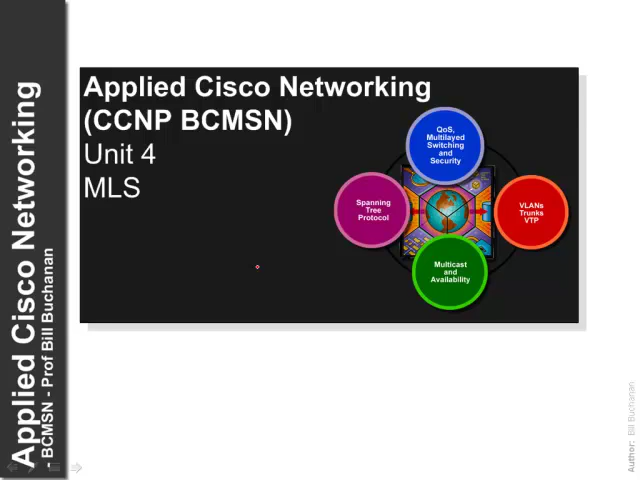 Applied Cisco Networking
- BCMSN - Prof Bill Buchanan
Applied Cisco Networking
(CCNP BCMSN)
Unit 4
MLS
QoS,
Multilayed
Switching
and
Security
Spanning
Tree
Protocol
VLANs
Trunks
VTP
Multicast
and
Availability
Author: Bill Buchanan